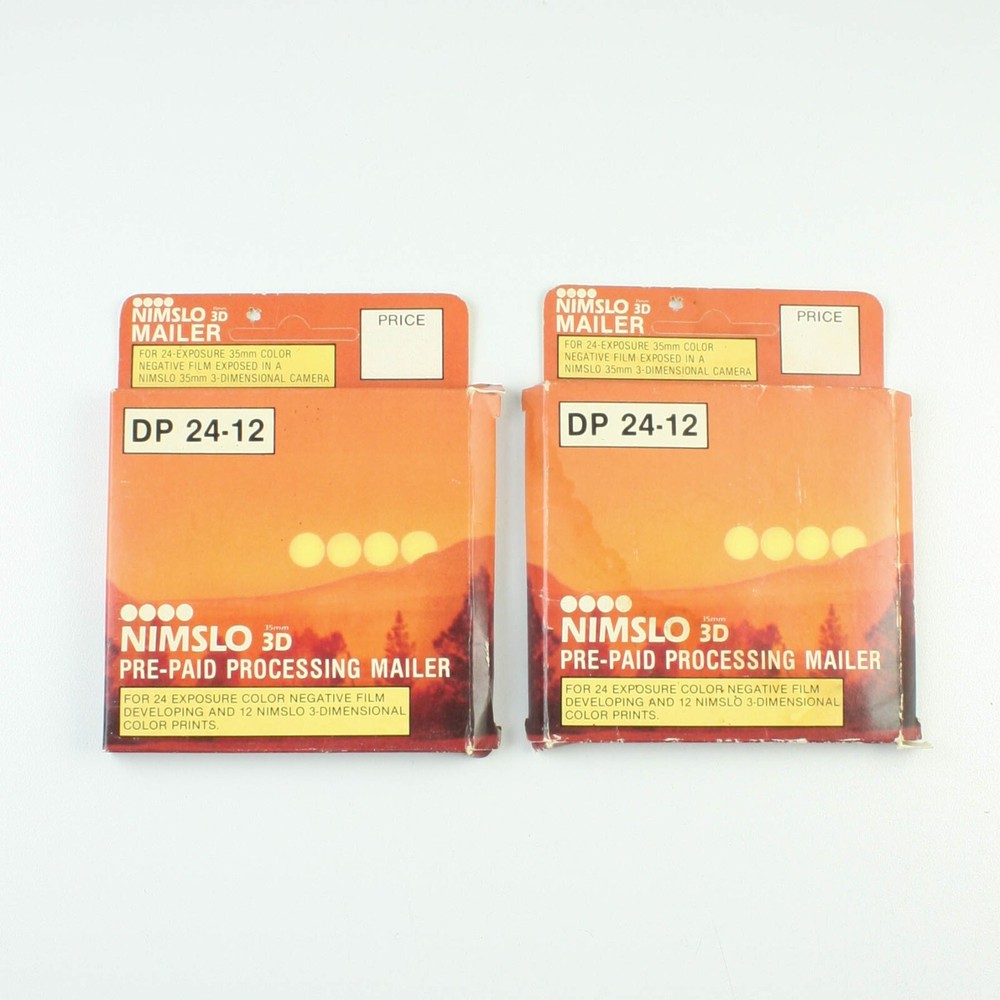 NIMSLO 3D
MAILER
PRICE
FOR 24-EXPOSURE 35mm COLOR
NEGATIVE FILM EXPOSED IN A
NIMSLO 35mm 3-DIMENSIONAL CAMERA
DP 24-12
NIMSLO 35mm 3D
PRE-PAID PROCESSING MAILER
FOR 24 EXPOSURE COLOR NEGATIVE FILM
DEVELOPING AND 12 NIMSLO 3-DIMENSIONAL
COLOR PRINTS.
NIMSLO 3D
MAILER
PRICE
FOR 24-EXPOSURE 35mm COLOR
NEGATIVE FILM EXPOSED IN A
NIMSLO 35mm 3-DIMENSIONAL CAMERA
DP 24-12
NIMSLO 35mm 3D
PRE-PAID PROCESSING MAILER
FOR 24 EXPOSURE COLOR NEGATIVE FILM
DEVELOPING AND 12 NIMSLO 3-DIMENSIONAL
COLOR PRINTS.